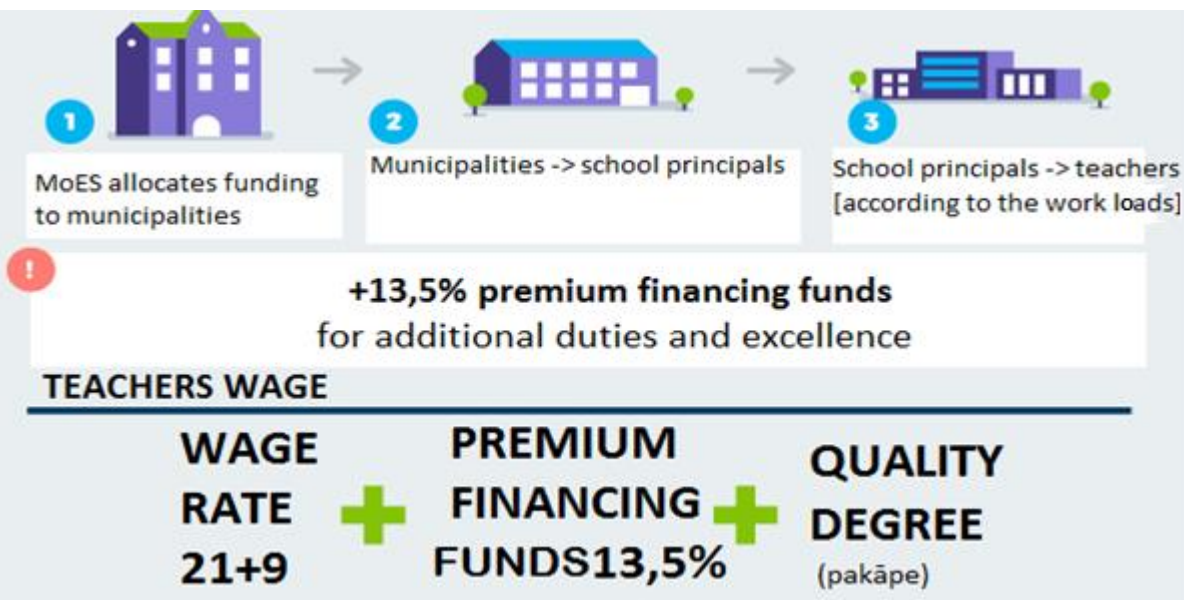 1
MoES allocates funding
to municipalities
2
Municipalities -> school principals
3
School principals -> teachers
[according to the work loads]
!
+13,5% premium financing funds
for additional duties and excellence
TEACHERS WAGE
WAGE
RATE
21+9
+
PREMIUM
FINANCING
FUNDS13,5%
+
QUALITY
DEGREE
(pakāpe)